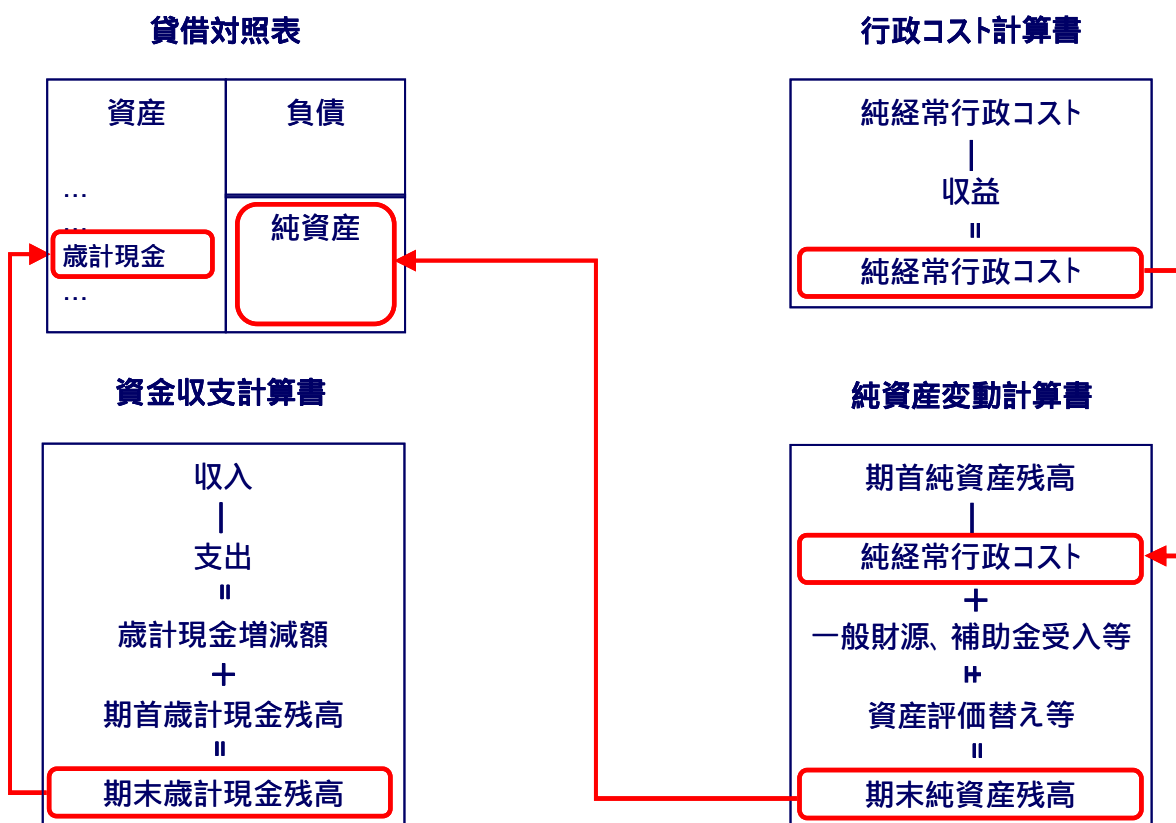 貸借対照表
資産
負債
…
…
歳計現金
…
純資産
行政コスト計算書
純経常行政コスト
|
収益
=
純経常行政コスト
資金収支計算書
収入
|
支出
=
歳計現金増減額
+
期首歳計現金残高
=
期末歳計現金残高
純資産変動計算書
期首純資産残高
|
純経常行政コスト
+
一般財源、補助金受入等
±
資産評価替え等
=
期末純資産残高